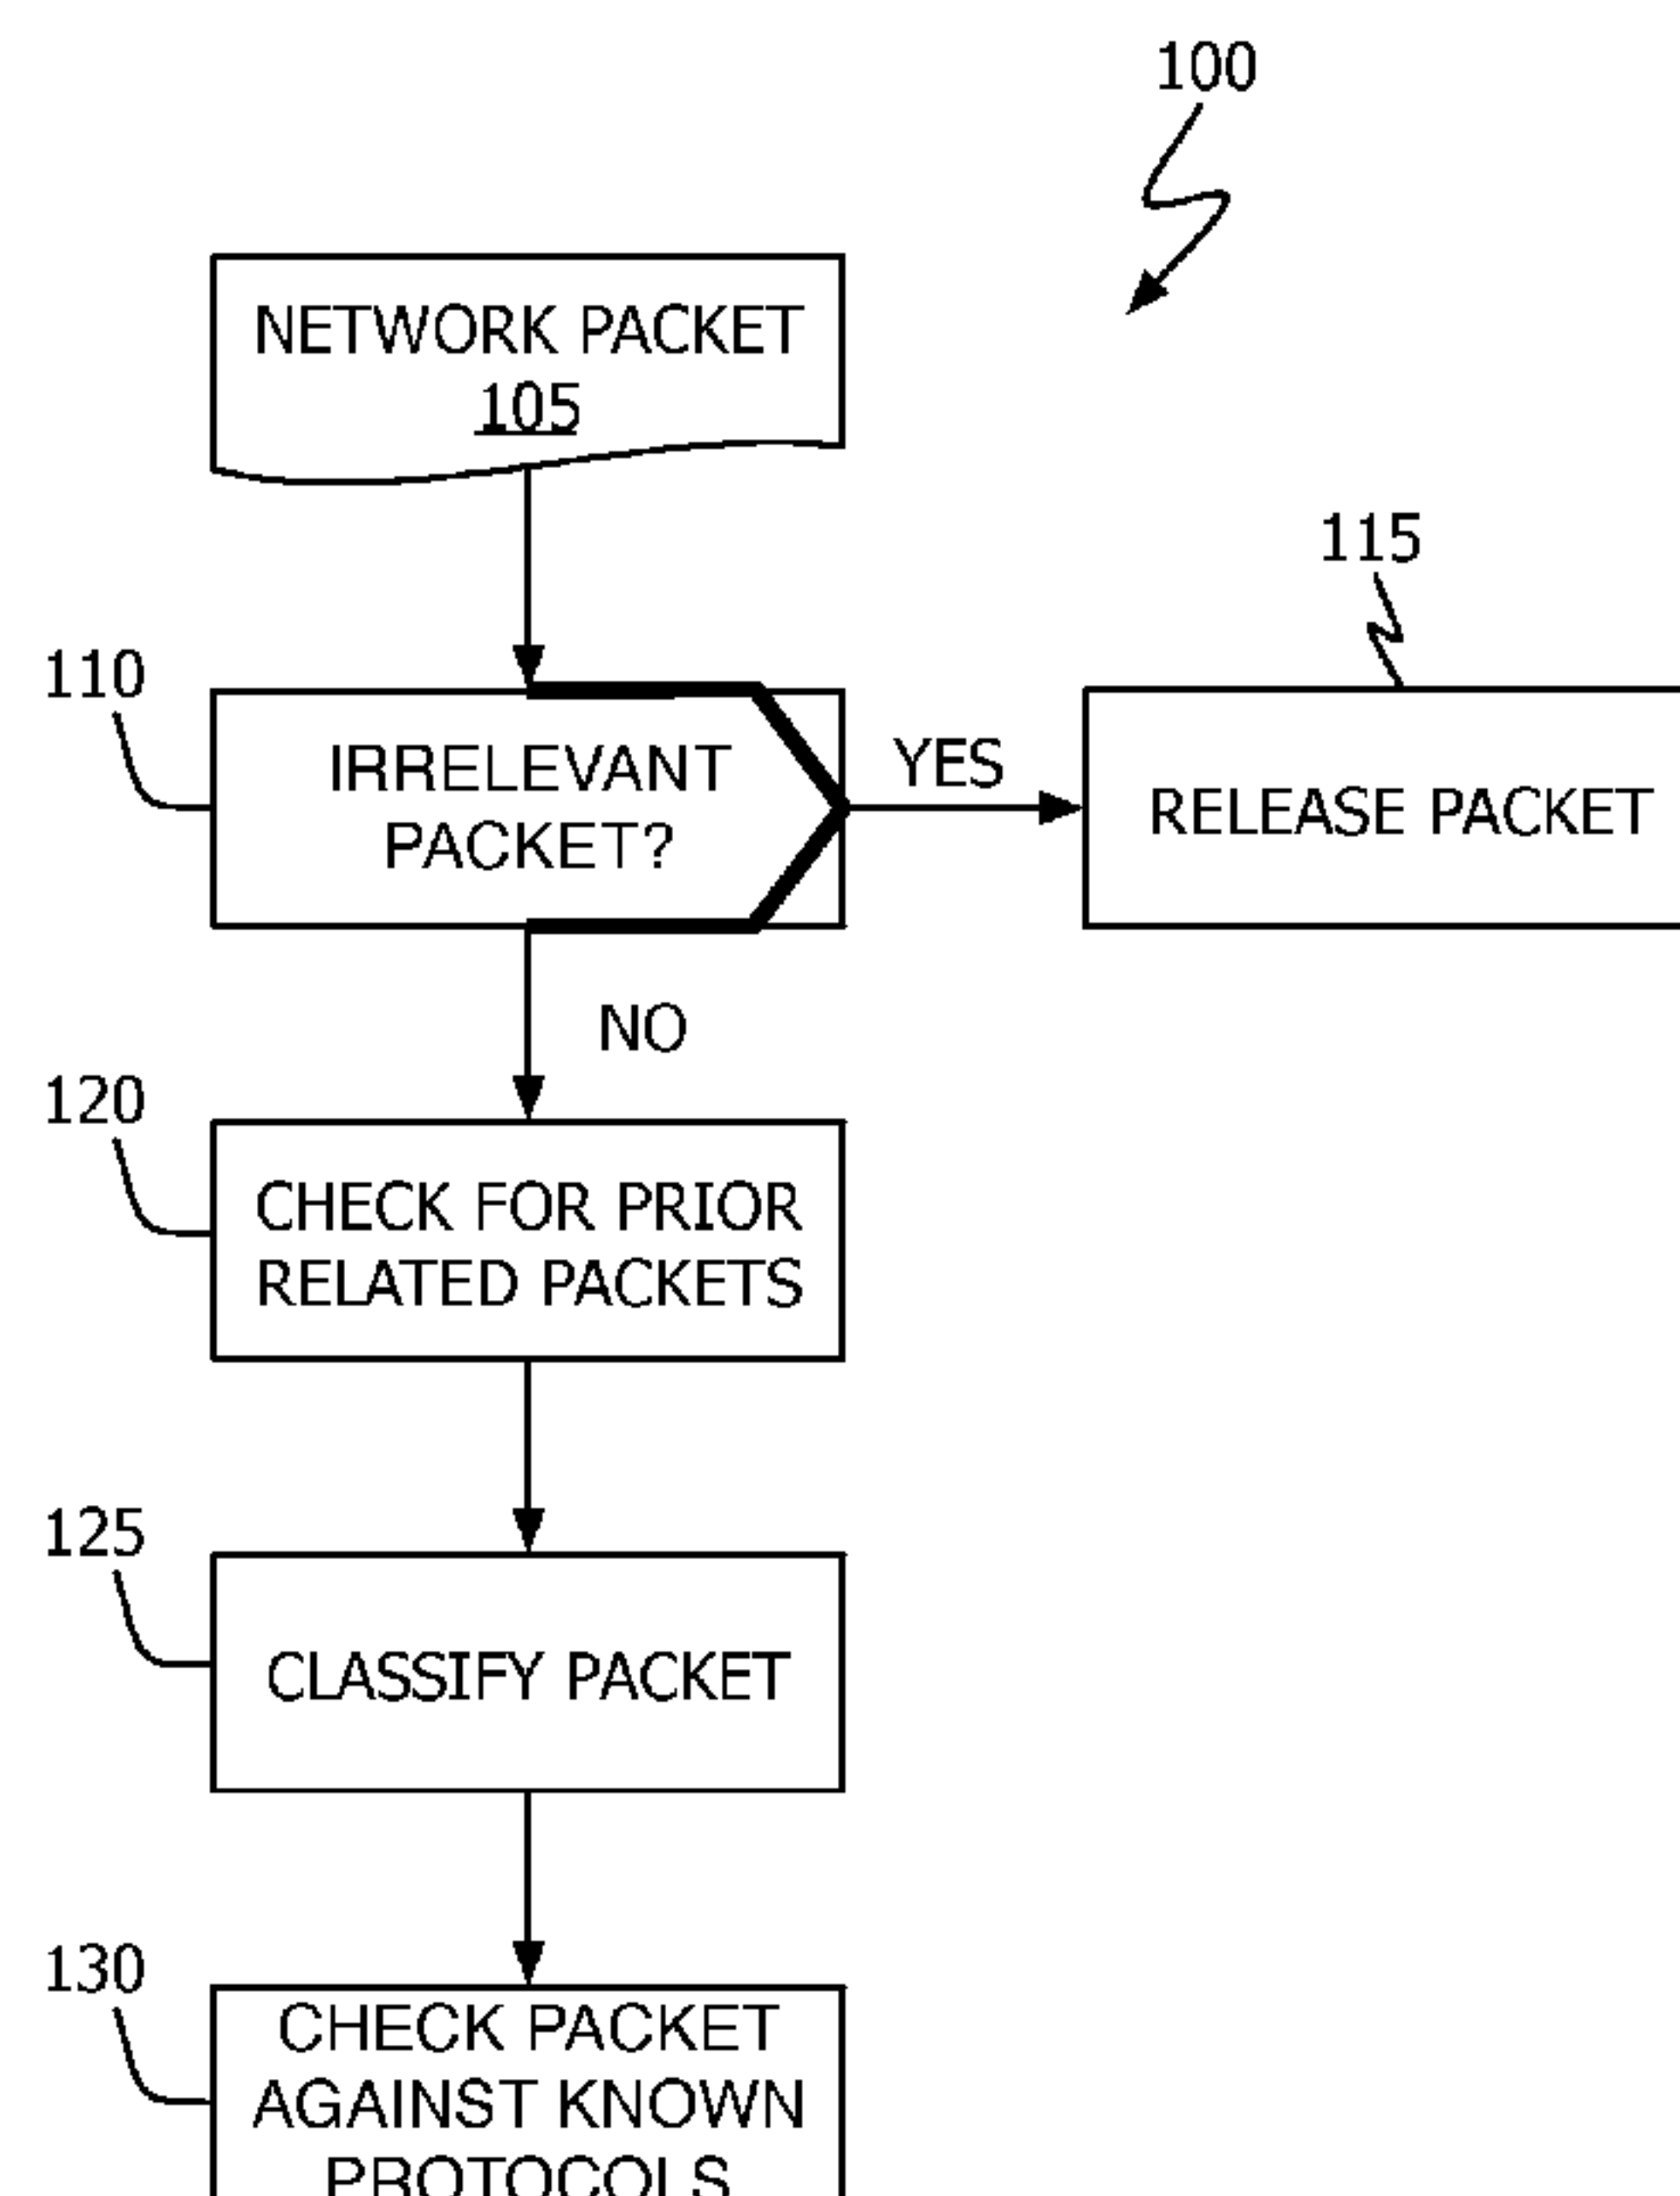 100
NETWORK PACKET
105
115
110
IRRELEVANT
PACKET?
YES
RELEASE PACKET
NO
120
CHECK FOR PRIOR
RELATED PACKETS
125
CLASSIFY PACKET
130
CHECK PACKET
AGAINST KNOWN
PROTOCOLS